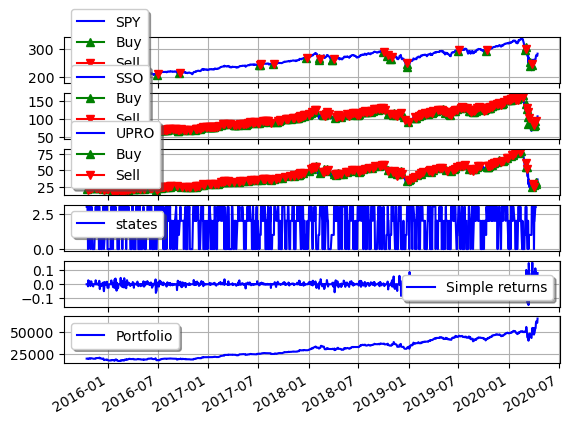 SPY
Buy
Sell
300
200
SSO
Buy
Sell
150
100
50
UPRO
Buy
Sell
75
50
25
states
2.5
0.0
Simple returns
0.1
0.0
−0.1
Portfolio
50000
25000
2016-01
2016-07
2017-01
2017-07
2018-01
2018-07
2019-01
2019-07
2020-01
2020-07